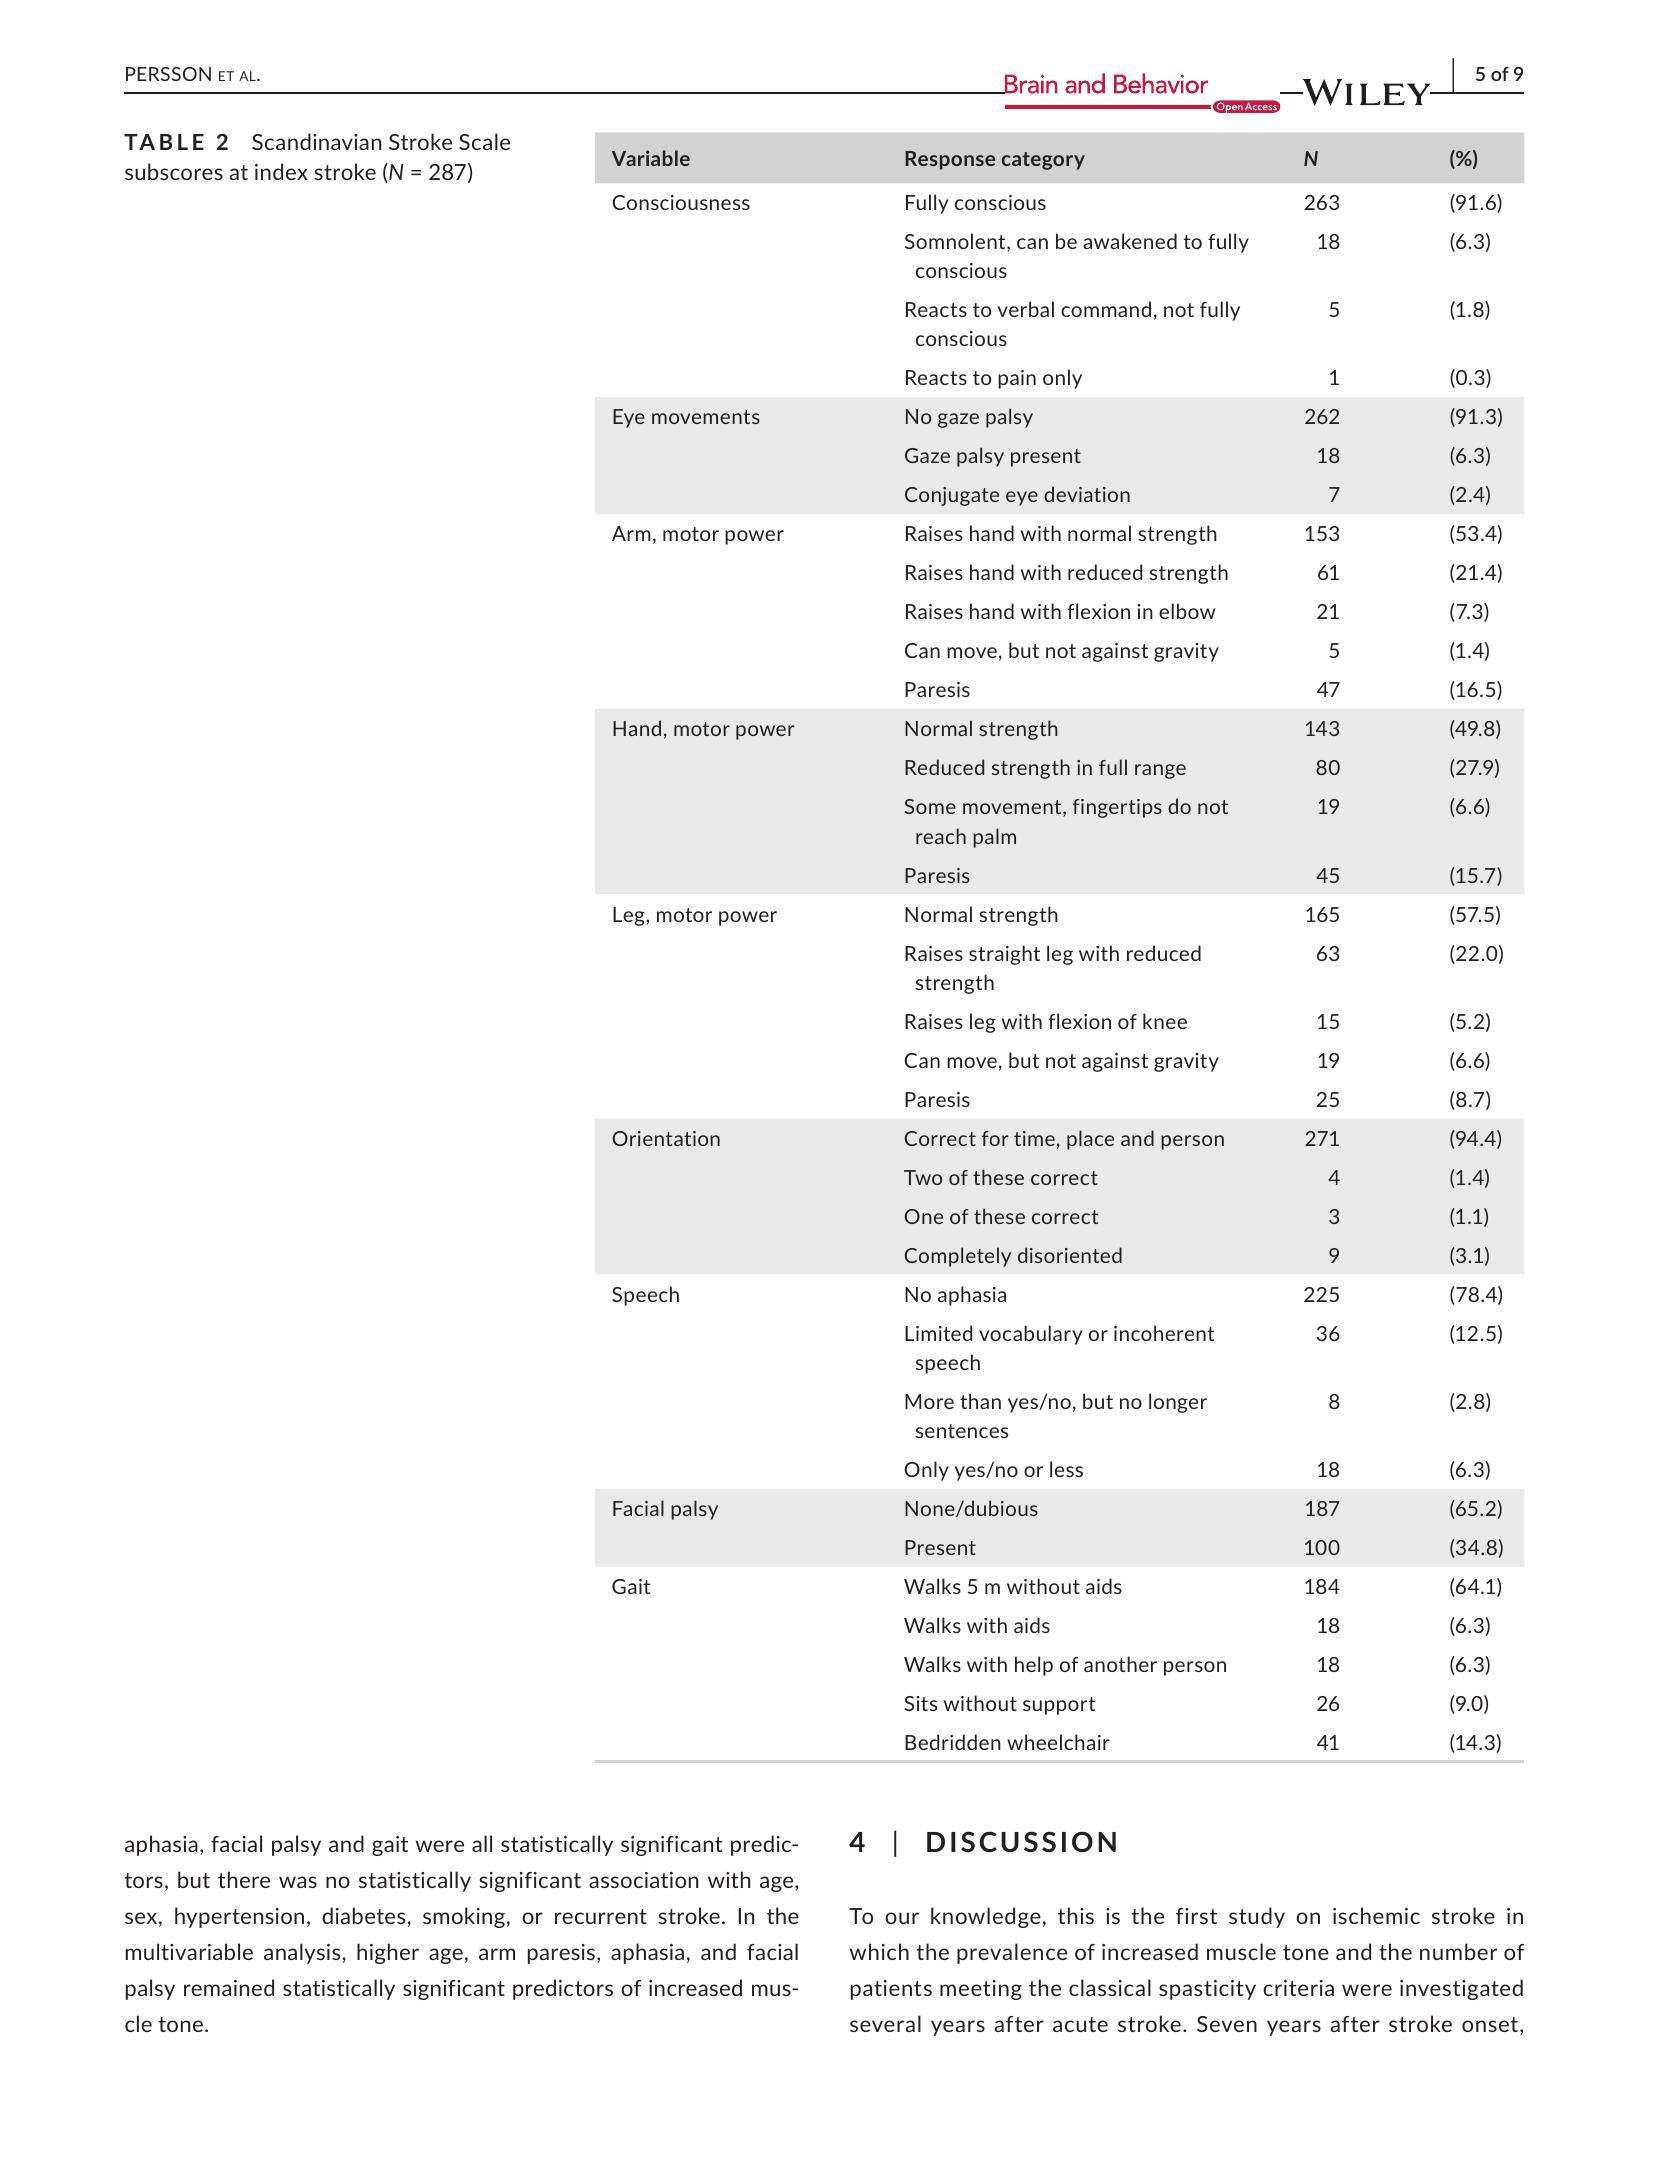 PERSSON ET AL.
Brain and Behavior
Open Access
WILEY
5 of 9
TABLE 2 Scandinavian Stroke Scale
subscores at index stroke (N = 287)
Variable Response category N (%)
Consciousness Fully conscious 263 (91.6)
Somnolent, can be awakened to fully 18 (6.3)
conscious
Reacts to verbal command, not fully 5 (1.8)
conscious
Reacts to pain only 1 (0.3)
Eye movements No gaze palsy 262 (91.3)
Gaze palsy present 18 (6.3)
Conjugate eye deviation 7 (2.4)
Arm, motor power Raises hand with normal strength 153 (53.4)
Raises hand with reduced strength 61 (21.4)
Raises hand with flexion in elbow 21 (7.3)
Can move, but not against gravity 5 (1.4)
Paresis 47 (16.5)
Hand, motor power Normal strength 143 (49.8)
Reduced strength in full range 80 (27.9)
Some movement, fingertips do not 19 (6.6)
reach palm
Paresis 45 (15.7)
Leg, motor power Normal strength 165 (57.5)
Raises straight leg with reduced 63 (22.0)
strength
Raises leg with flexion of knee 15 (5.2)
Can move, but not against gravity 19 (6.6)
Paresis 25 (8.7)
Orientation Correct for time, place and person 271 (94.4)
Two of these correct 4 (1.4)
One of these correct 3 (1.1)
Completely disoriented 9 (3.1)
Speech No aphasia 225 (78.4)
Limited vocabulary or incoherent 36 (12.5)
speech
More than yes/no, but no longer 8 (2.8)
sentences
Only yes/no or less 18 (6.3)
Facial palsy None/dubious 187 (65.2)
Present 100 (34.8)
Gait Walks 5 m without aids 184 (64.1)
Walks with aids 18 (6.3)
Walks with help of another person 18 (6.3)
Sits without support 26 (9.0)
Bedridden wheelchair 41 (14.3)
aphasia, facial palsy and gait were all statistically significant predic-
tors, but there was no statistically significant association with age,
sex, hypertension, diabetes, smoking, or recurrent stroke. In the
multivariable analysis, higher age, arm paresis, aphasia, and facial
palsy remained statistically significant predictors of increased mus-
cle tone.
4 | DISCUSSION
To our knowledge, this is the first study on ischemic stroke in
which the prevalence of increased muscle tone and the number of
patients meeting the classical spasticity criteria were investigated
several years after acute stroke. Seven years after stroke onset,